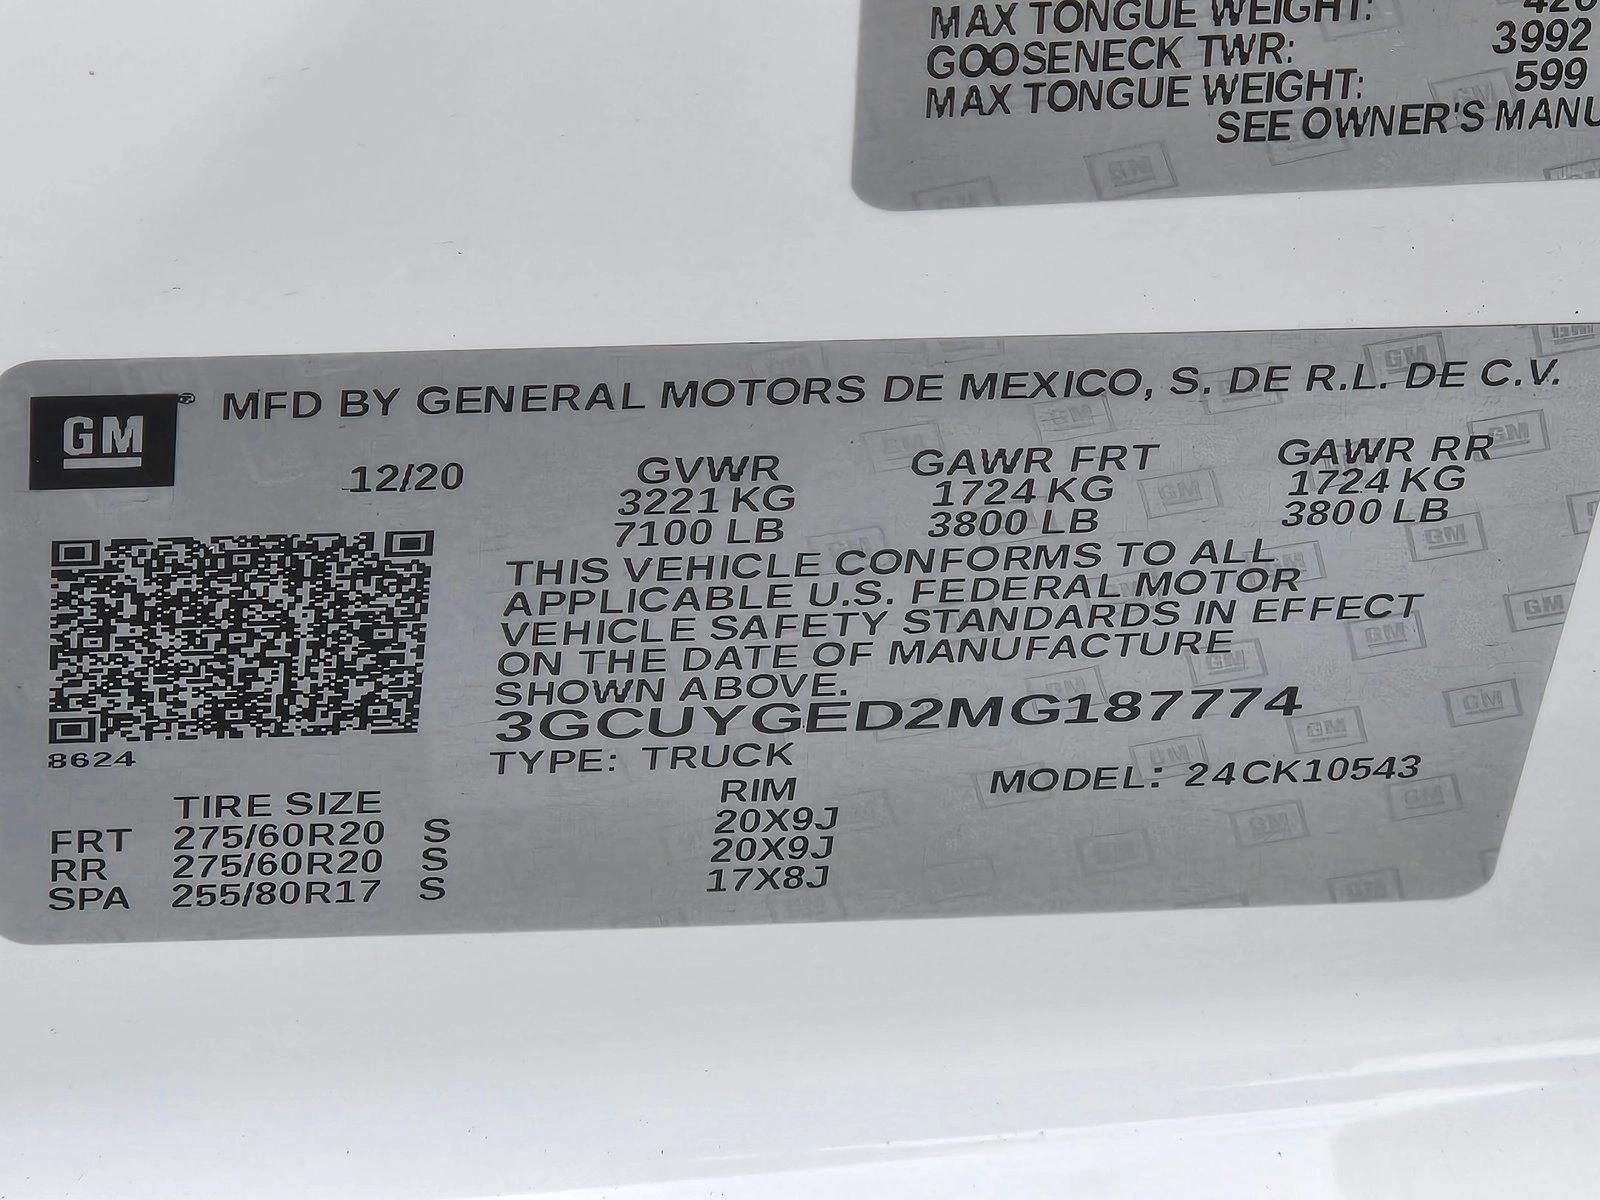 MAX TONGUE WEIGHT:
GOOSENECK TWR: 3992
MAX TONGUE WEIGHT: 599
SEE OWNER'S
GM® MFD BY GENERAL MOTORS DE MEXICO, S. DE R.L. DE C.V.
12/20 GVWR GAWR FRT GAWR RR
3221 KG 1724 KG 1724 KG
7100 LB 3800 LB 3800 LB
THIS VEHICLE CONFORMS TO ALL
APPLICABLE U.S. FEDERAL MOTOR
VEHICLE SAFETY STANDARDS IN EFFECT
ON THE DATE OF MANUFACTURE
SHOWN ABOVE.
3GCUYGED2MG187774
8624
TYPE: TRUCK MODEL: 24CK10543
TIRE SIZE RIM
FRT 275/60R20 S 20X9J
RR 275/60R20 S 20X9J
SPA 255/80R17 S 17X8J